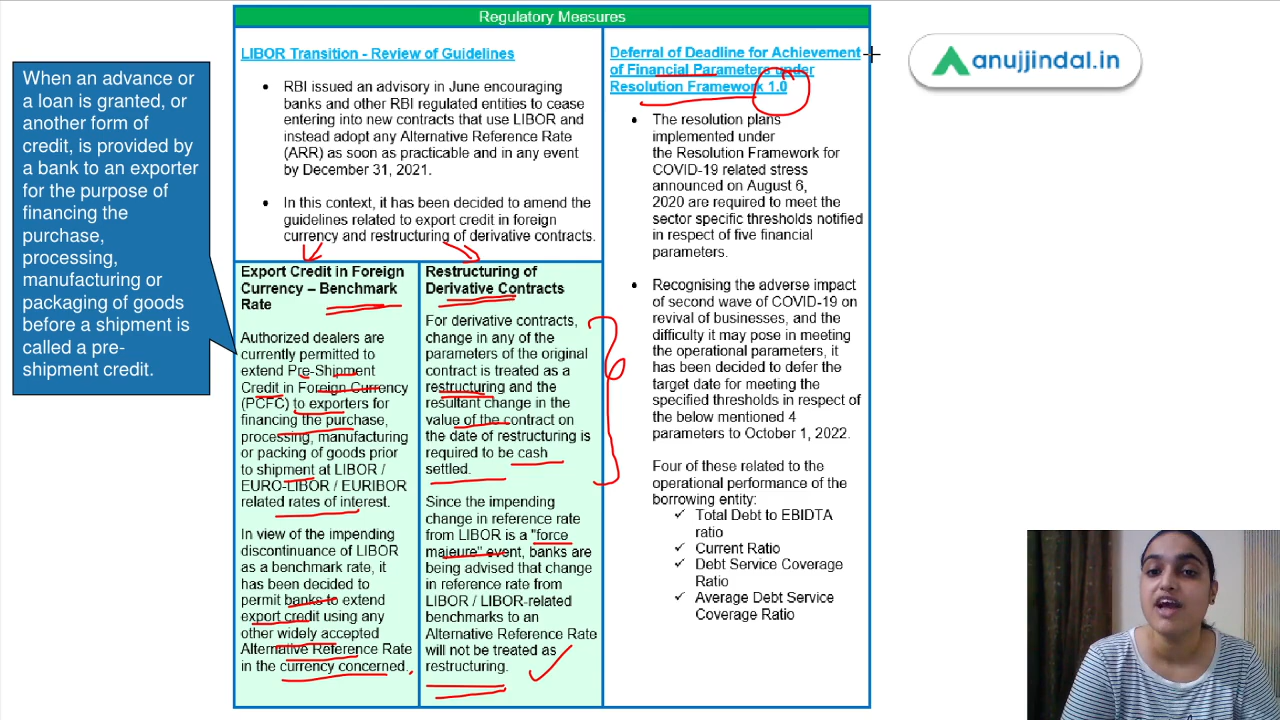 Regulatory Measures
When an advance or
a loan is granted, or
another form of
credit, is provided by
a bank to an exporter
for the purpose of
financing the
purchase,
processing,
manufacturing or
packaging of goods
before a shipment is
called a pre-
shipment credit.
LIBOR Transition - Review of Guidelines
• RBI issued an advisory in June encouraging
banks and other RBI regulated entities to cease
entering into new contracts that use LIBOR and
instead adopt any Alternative Reference Rate
(ARR) as soon as practicable and in any event
by December 31, 2021.
• In this context, it has been decided to amend the
guidelines related to export credit in foreign
currency and restructuring of derivative contracts.
Export Credit in Foreign
Currency – Benchmark
Rate
Authorized dealers are
currently permitted to
extend Pre-Shipment
Credit in Foreign Currency
(PCFC) to exporters for
financing the purchase,
processing, manufacturing
or packing of goods prior
to shipment at LIBOR /
EURO-LIBOR / EURIBOR
related rates of interest.
In view of the impending
discontinuance of LIBOR
as a benchmark rate, it
has been decided to
permit banks to extend
export credit using any
other widely accepted
Alternative Reference Rate
in the currency concerned.
Restructuring of
Derivative Contracts
For derivative contracts,
change in any of the
parameters of the original
contract is treated as a
restructuring and the
resultant change in the
value of the contract on
the date of restructuring is
required to be cash
settled.
Since the impending
change in reference rate
from LIBOR is a "force
majeure" event, banks are
being advised that change
in reference rate from
LIBOR / LIBOR-related
benchmarks to an
Alternative Reference Rate
will not be treated as
restructuring.
Deferral of Deadline for Achievement
of Financial Parameters under
Resolution Framework 1.0
• The resolution plans
implemented under
the Resolution Framework for
COVID-19 related stress
announced on August 6,
2020 are required to meet the
sector specific thresholds notified
in respect of five financial
parameters.
• Recognising the adverse impact
of second wave of COVID-19 on
revival of businesses, and the
difficulty it may pose in meeting
the operational parameters, it
has been decided to defer the
target date for meeting the
specified thresholds in respect of
the below mentioned 4
parameters to October 1, 2022.
Four of these related to the
operational performance of the
borrowing entity:
✓ Total Debt to EBIDTA
ratio
✓ Current Ratio
✓ Debt Service Coverage
Ratio
✓ Average Debt Service
Coverage Ratio
anujjindal.in